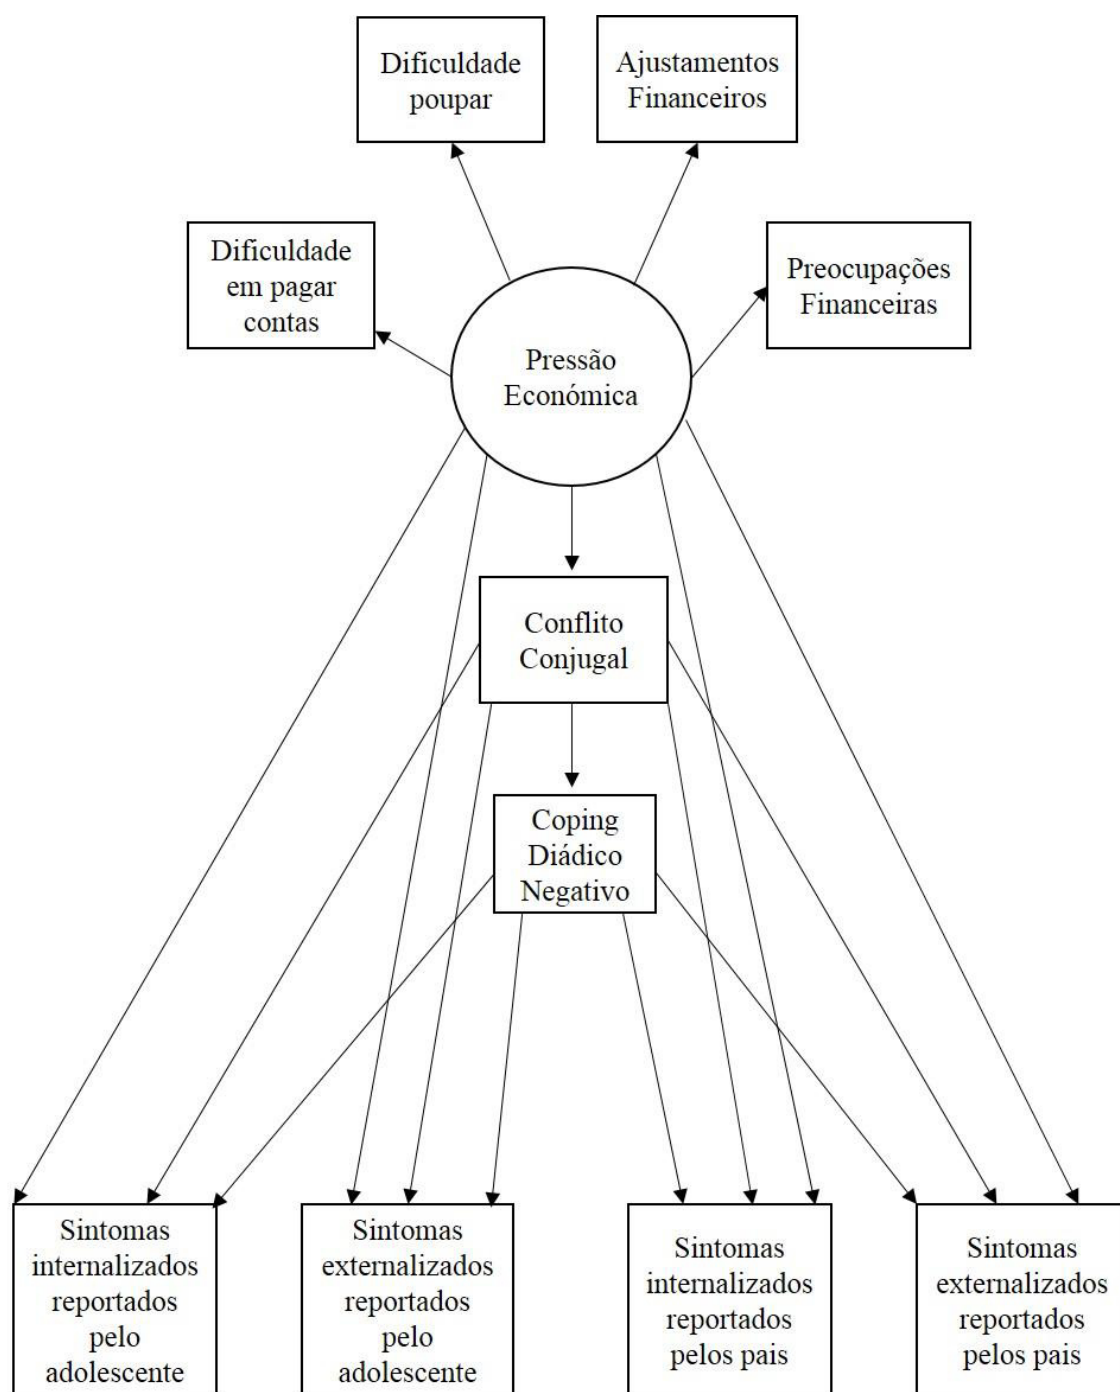 Dificuldade
poupar
Ajustamentos
Financeiros
Dificuldade
em pagar
contas
Preocupações
Financeiras
Pressão
Económica
Conflito
Conjugal
Coping
Diádico
Negativo
Sintomas
internalizados
reportados
pelo
adolescente
Sintomas
externalizados
reportados
pelo
adolescente
Sintomas
internalizados
reportados
pelos pais
Sintomas
externalizados
reportados
pelos pais